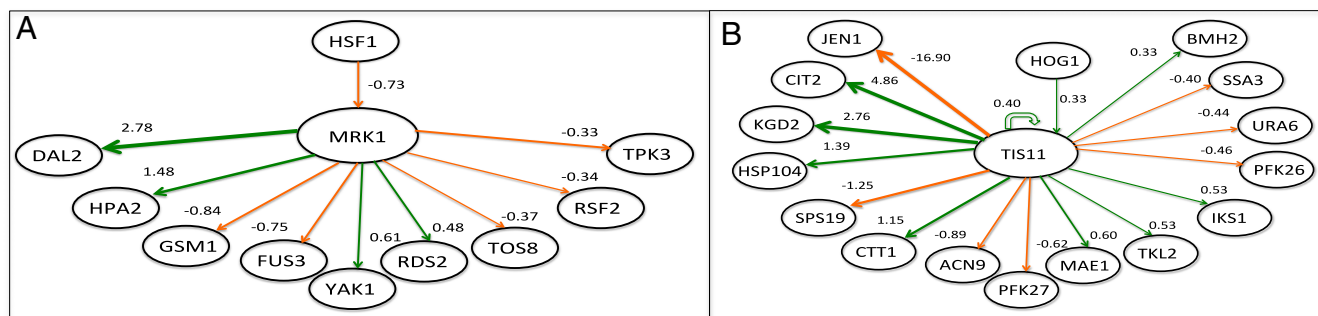 A
HSF1
-0.73
MRK1
2.78
DAL2
1.48
HPA2
-0.84
GSM1
-0.75
FUS3
0.61
YAK1
0.48
RDS2
-0.37
TOS8
-0.34
RSF2
-0.33
TPK3
B
JEN1
-16.90
HOG1
0.33
BMH2
0.33
CIT2
4.86
0.40
-0.40
SSA3
KGD2
2.76
TIS11
-0.44
URA6
HSP104
1.39
-0.46
PFK26
SPS19
-1.25
0.53
IKS1
CTT1
1.15
-0.89
ACN9
-0.62
PFK27
0.60
MAE1
0.53
TKL2